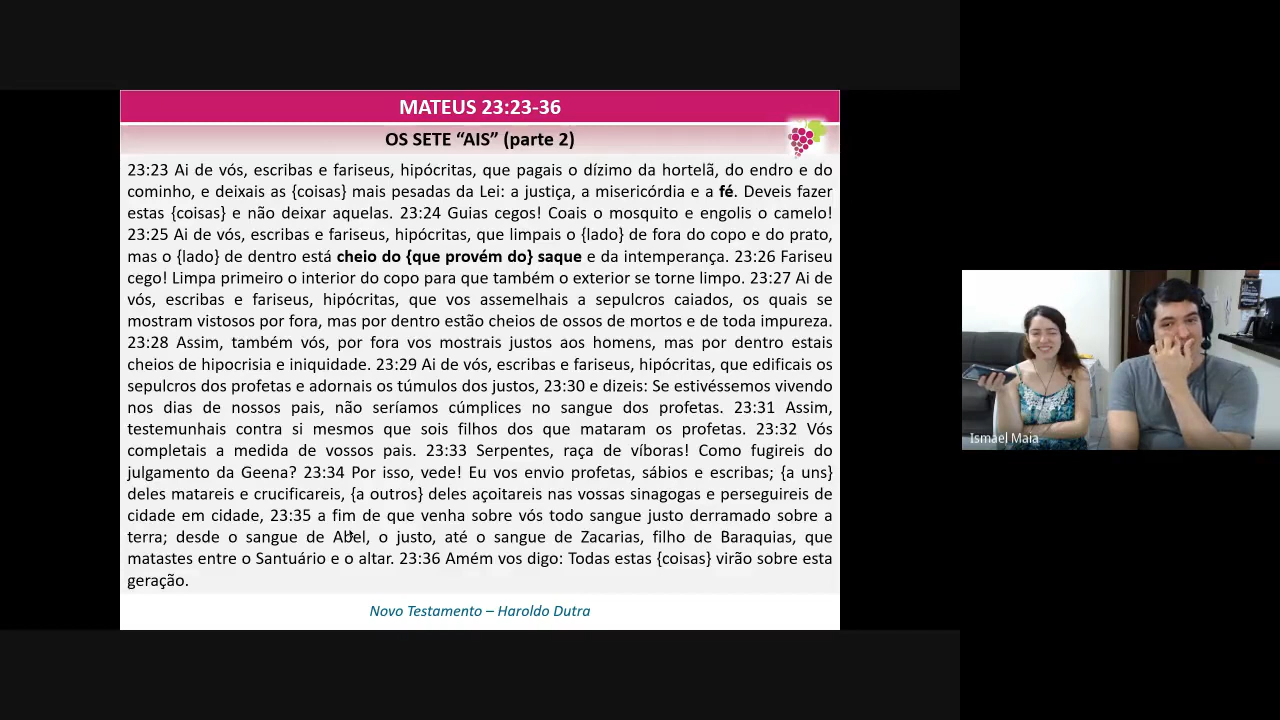 MATEUS 23:23-36
OS SETE “AIS” (parte 2)
23:23 Ai de vós, escribas e fariseus, hipócritas, que pagais o dízimo da hortelã, do endro e do
cominho, e deixais as {coisas} mais pesadas da Lei: a justiça, a misericórdia e a fé. Deveis fazer
estas {coisas} e não deixar aquelas. 23:24 Guias cegos! Coais o mosquito e engolis o camelo!
23:25 Ai de vós, escribas e fariseus, hipócritas, que limpais o {lado} de fora do copo e do prato,
mas o {lado} de dentro está cheio do {que provém do} saque e da intemperança. 23:26 Fariseu
cego! Limpa primeiro o interior do copo para que também o exterior se torne limpo. 23:27 Ai de
vós, escribas e fariseus, hipócritas, que vos assemelhais a sepulcros caiados, os quais se
mostram vistosos por fora, mas por dentro estão cheios de ossos de mortos e de toda impureza.
23:28 Assim, também vós, por fora vos mostrais justos aos homens, mas por dentro estais
cheios de hipocrisia e iniquidade. 23:29 Ai de vós, escribas e fariseus, hipócritas, que edificais os
sepulcros dos profetas e adornais os túmulos dos justos, 23:30 e dizeis: Se estivéssemos vivendo
nos dias de nossos pais, não seríamos cúmplices no sangue dos profetas. 23:31 Assim,
testemunhais contra si mesmos que sois filhos dos que mataram os profetas. 23:32 Vós
completais a medida de vossos pais. 23:33 Serpentes, raça de víboras! Como fugireis do
julgamento da Geena? 23:34 Por isso, vede! Eu vos envio profetas, sábios e escribas; {a uns}
deles matareis e crucificareis, {a outros} deles açoitareis nas vossas sinagogas e perseguireis de
cidade em cidade, 23:35 a fim de que venha sobre vós todo sangue justo derramado sobre a
terra; desde o sangue de Abel, o justo, até o sangue de Zacarias, filho de Baraquias, que
matastes entre o Santuário e o altar. 23:36 Amém vos digo: Todas estas {coisas} virão sobre esta
geração.
Novo Testamento – Haroldo Dutra
Ismael Maia